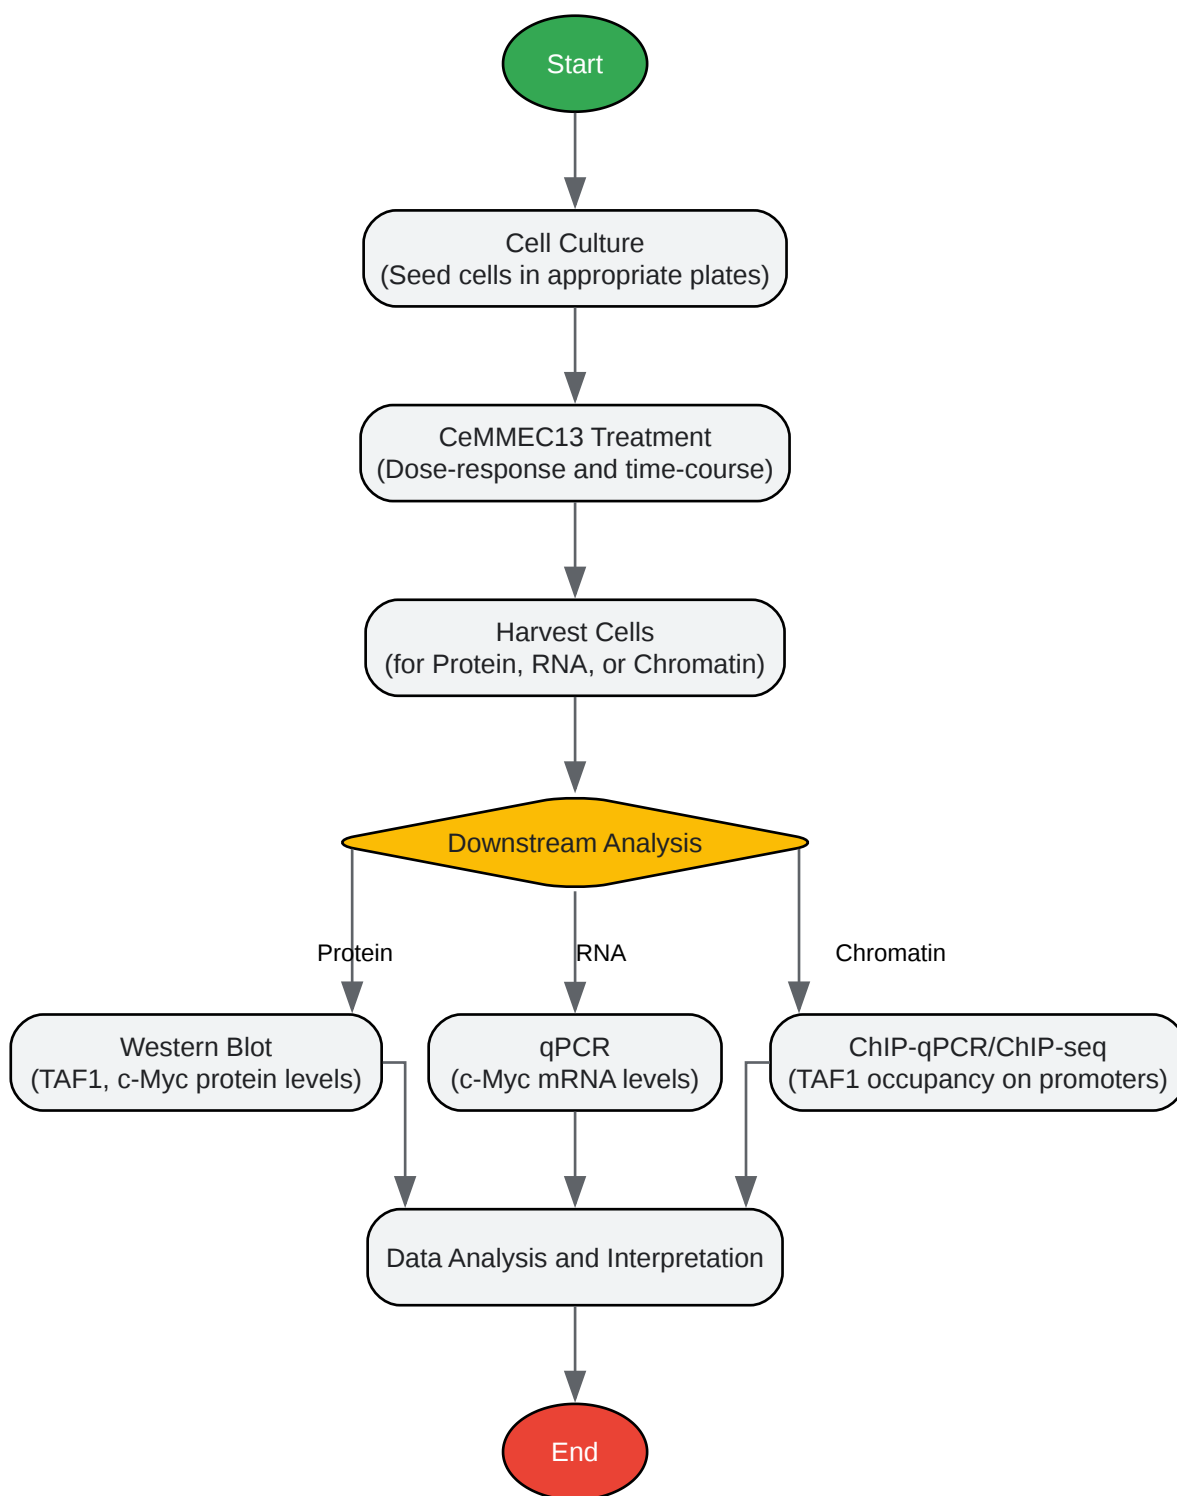 Start
Cell Culture
(Seed cells in appropriate plates)
CeMMEC13 Treatment
(Dose-response and time-course)
Harvest Cells
(for Protein, RNA, or Chromatin)
Downstream Analysis
Protein
RNA
Chromatin
Western Blot
(TAF1, c-Myc protein levels)
qPCR
(c-Myc mRNA levels)
ChIP-qPCR/ChIP-seq
(TAF1 occupancy on promoters)
Data Analysis and Interpretation
End